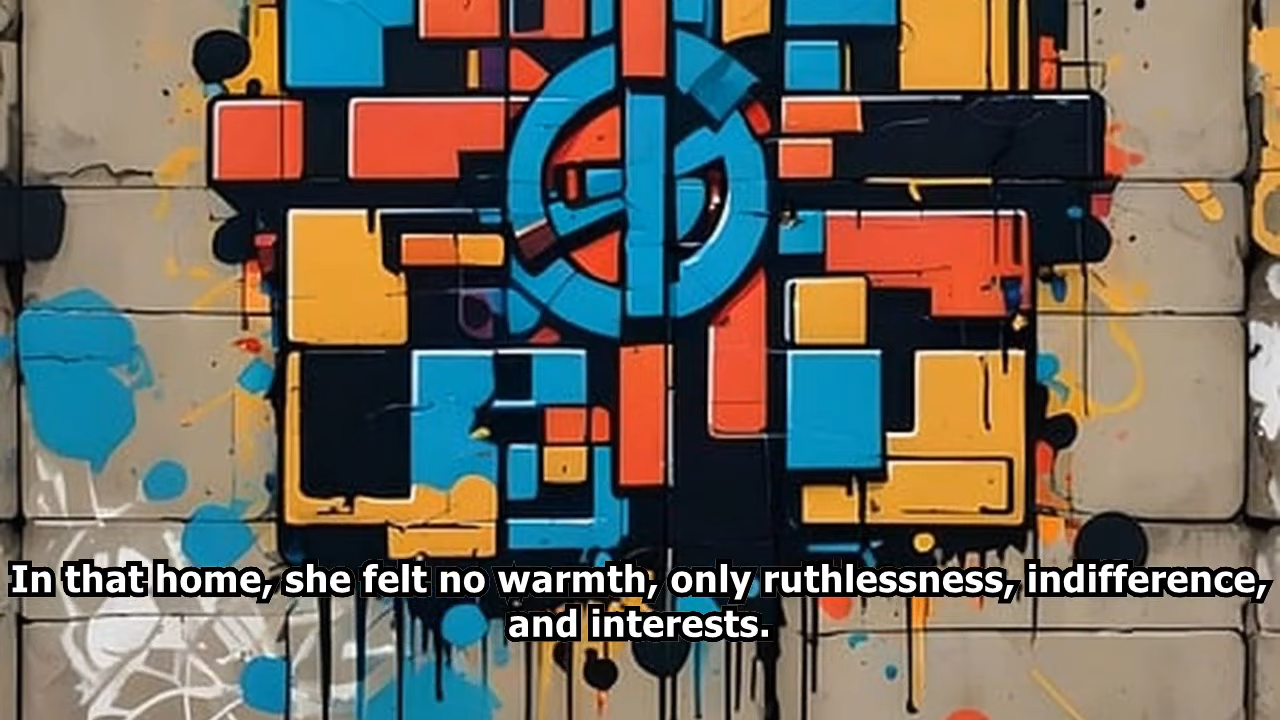 In that home, she felt no warmth, only ruthlessness, indifference,
and interests.